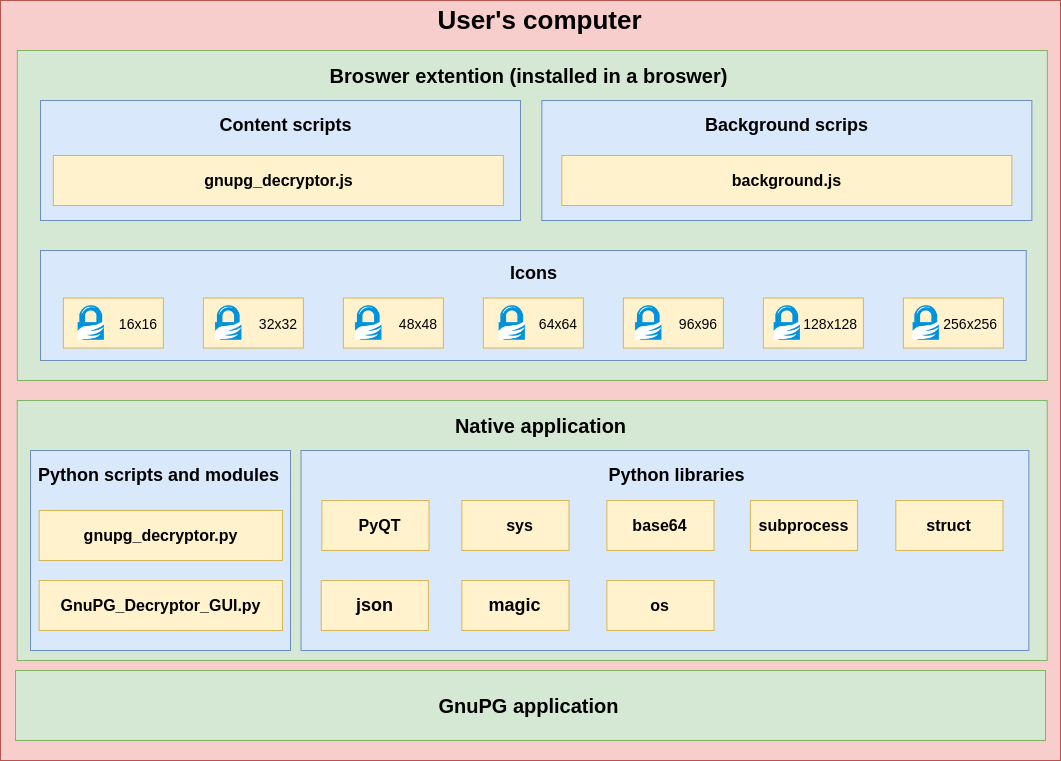 User's computer
Broswer extention (installed in a broswer)
Content scripts
Background scrips
gnupg_decryptor.js
background.js
Icons
16x16
32x32
48x48
64x64
96x96
128x128
256x256
Native application
Python scripts and modules
Python libraries
gnupg_decryptor.py
GnuPG_Decryptor_GUI.py
PyQT
sys
base64
subprocess
struct
json
magic
os
GnuPG application